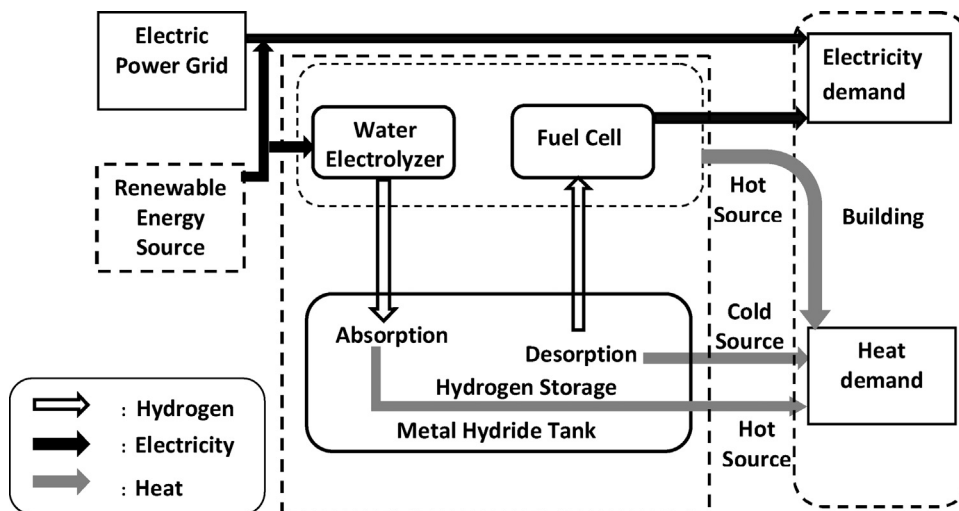 Electric
Power Grid
Electricity
demand
Water
Electrolyzer
Fuel Cell
Renewable
Energy
Source
Hot
Source
Building
Absorption
Desorption
Cold
Source
Heat
demand
Hydrogen Storage
Metal Hydride Tank
Hot
Source
: Hydrogen
: Electricity
: Heat